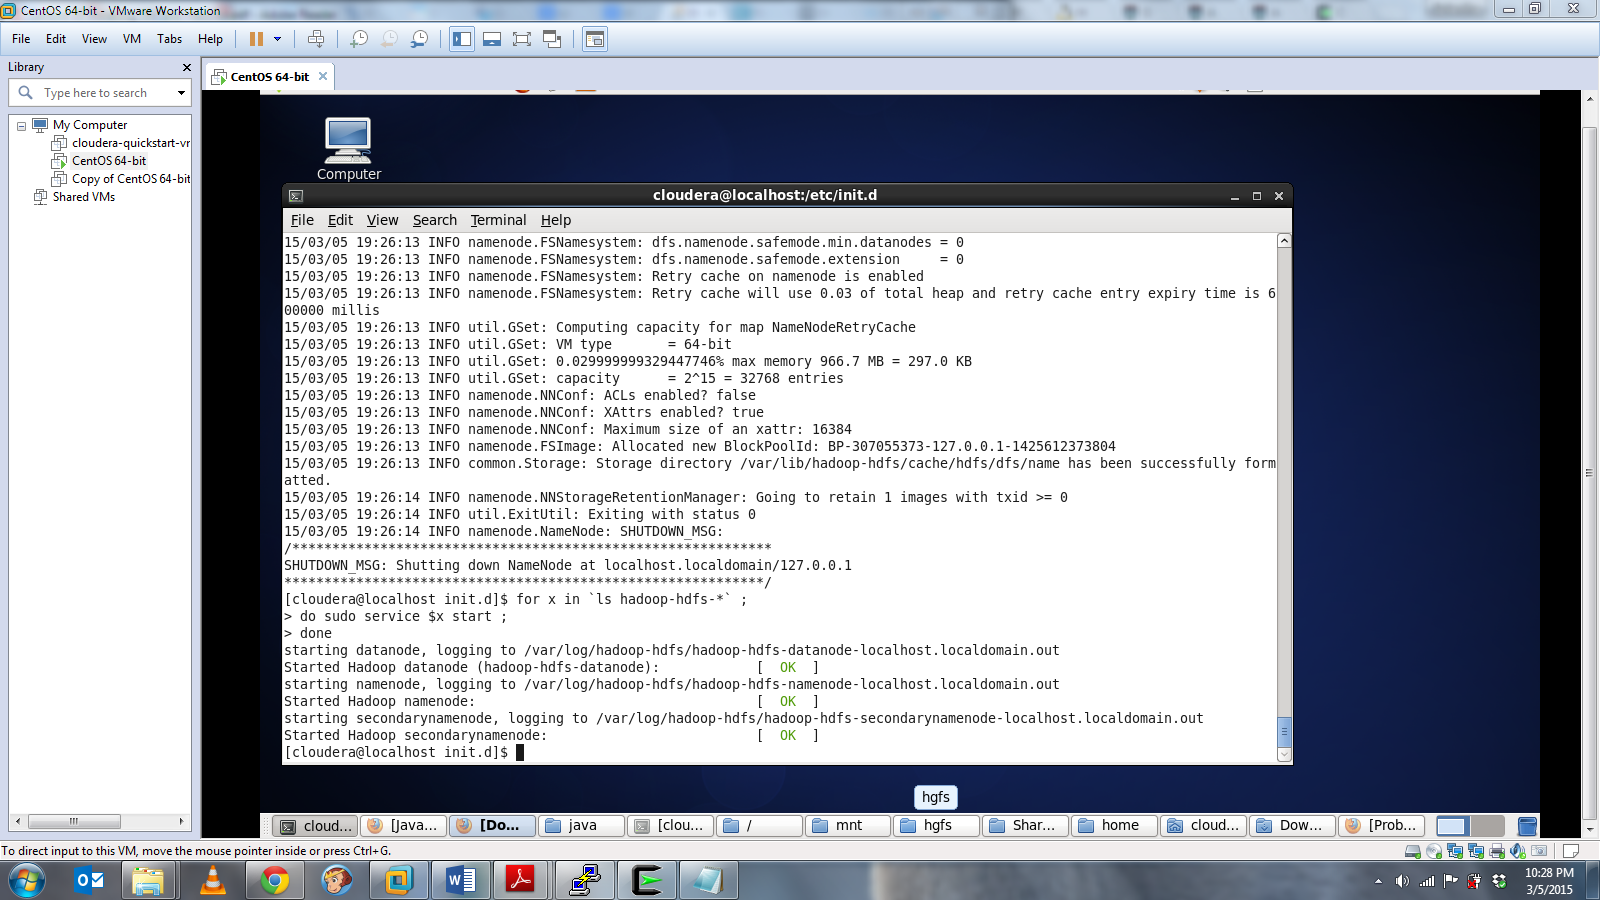 CentOS 64-bit - VMware Workstation
File Edit View VM Tabs Help
Library
Type here to search
My Computer
cloudera-quickstart-vr
CentOS 64-bit
Copy of CentOS 64-bit
Shared VMs
CentOS 64-bit
Computer
cloudera@localhost:/etc/init.d
File Edit View Search Terminal Help
15/03/05 19:26:13 INFO namenode.FSNamesystem: dfs.namenode.safemode.min.datanodes = 0
15/03/05 19:26:13 INFO namenode.FSNamesystem: dfs.namenode.safemode.extension     = 0
15/03/05 19:26:13 INFO namenode.FSNamesystem: Retry cache on namenode is enabled
15/03/05 19:26:13 INFO namenode.FSNamesystem: Retry cache will use 0.03 of total heap and retry cache entry expiry time is 6
00000 millis
15/03/05 19:26:13 INFO util.GSet: Computing capacity for map NameNodeRetryCache
15/03/05 19:26:13 INFO util.GSet: VM type       = 64-bit
15/03/05 19:26:13 INFO util.GSet: 0.029999999329447746% max memory 966.7 MB = 297.0 KB
15/03/05 19:26:13 INFO util.GSet: capacity      = 2^15 = 32768 entries
15/03/05 19:26:13 INFO namenode.NNConf: ACLs enabled? false
15/03/05 19:26:13 INFO namenode.NNConf: XAttrs enabled? true
15/03/05 19:26:13 INFO namenode.NNConf: Maximum size of an xattr: 16384
15/03/05 19:26:13 INFO namenode.FSImage: Allocated new BlockPoolId: BP-307055373-127.0.0.1-1425612373804
15/03/05 19:26:13 INFO common.Storage: Storage directory /var/lib/hadoop-hdfs/cache/hdfs/dfs/name has been successfully form
atted.
15/03/05 19:26:14 INFO namenode.NNStorageRetentionManager: Going to retain 1 images with txid >= 0
15/03/05 19:26:14 INFO util.ExitUtil: Exiting with status 0
15/03/05 19:26:14 INFO namenode.NameNode: SHUTDOWN_MSG:
/************************************************************
SHUTDOWN_MSG: Shutting down NameNode at localhost.localdomain/127.0.0.1
************************************************************/
[cloudera@localhost init.d]$ for x in `ls hadoop-hdfs-*` ;
> do sudo service $x start ;
> done
starting datanode, logging to /var/log/hadoop-hdfs/hadoop-hdfs-datanode-localhost.localdomain.out
Started Hadoop datanode (hadoop-hdfs-datanode):            [  OK  ]
starting namenode, logging to /var/log/hadoop-hdfs/hadoop-hdfs-namenode-localhost.localdomain.out
Started Hadoop namenode:                                   [  OK  ]
starting secondarynamenode, logging to /var/log/hadoop-hdfs/hadoop-hdfs-secondarynamenode-localhost.localdomain.out
Started Hadoop secondarynamenode:                          [  OK  ]
[cloudera@localhost init.d]$
hgfs
cloud... [Java... [Do... java [clou... / mnt hgfs Shar... home cloud... Dow... [Prob...
To direct input to this VM, move the mouse pointer inside or press Ctrl+G.
10:28 PM
3/5/2015